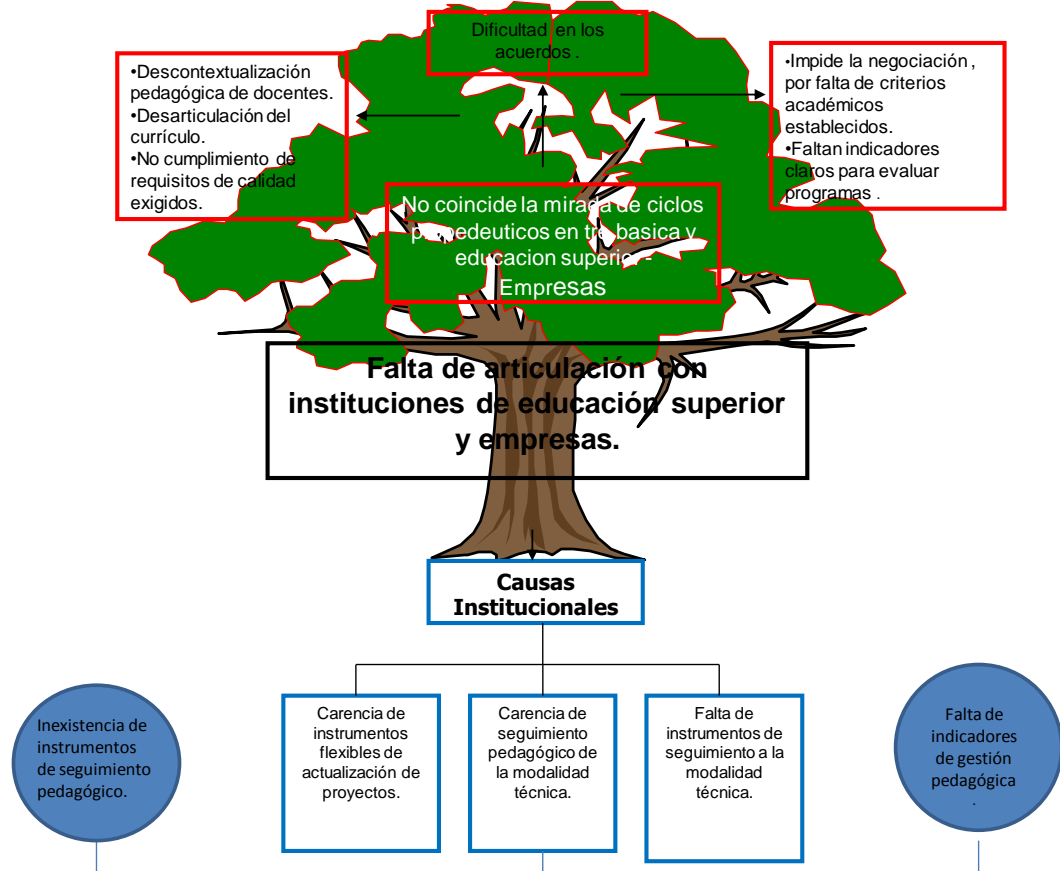 Dificultad en los
acuerdos .
•Descontextualización
pedagógica de docentes.
•Desarticulación del
currículo.
•No cumplimiento de
requisitos de calidad
exigidos.
•Impide la negociación ,
por falta de criterios
académicos
establecidos.
•Faltan indicadores
claros para evaluar
programas .
No coincide la mirada de ciclos
propedeuticos en tre basica y
educacion superior -
Empresas
Falta de articulación con
instituciones de educación superior
y empresas.
Causas
Institucionales
Inexistencia de
instrumentos
de seguimiento
pedagógico.
Carencia de
instrumentos
flexibles de
actualización de
proyectos.
Carencia de
seguimiento
pedagógico de
la modalidad
técnica.
Falta de
instrumentos de
seguimiento a la
modalidad
técnica.
Falta de
indicadores
de gestión
pedagógica
.